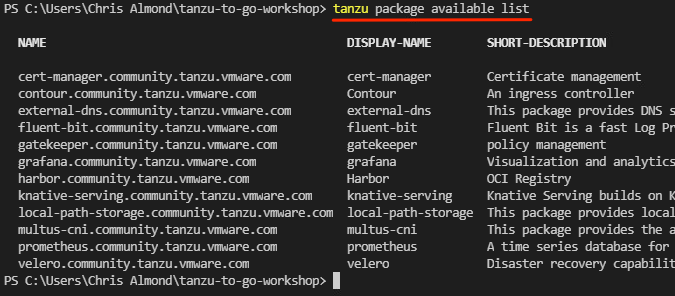 PS C:\Users\Chris Almond\tanzu-to-go-workshop> tanzu package available list
NAME DISPLAY-NAME SHORT-DESCRIPTION
cert-manager.community.tanzu.vmware.com cert-manager Certificate management
contour.community.tanzu.vmware.com Contour An ingress controller
external-dns.community.tanzu.vmware.com external-dns This package provides DNS s
fluent-bit.community.tanzu.vmware.com fluent-bit Fluent Bit is a fast Log Pr
gatekeeper.community.tanzu.vmware.com gatekeeper policy management
grafana.community.tanzu.vmware.com grafana Visualization and analytics
harbor.community.tanzu.vmware.com Harbor OCI Registry
knative-serving.community.tanzu.vmware.com knative-serving Knative Serving builds on K
local-path-storage.community.tanzu.vmware.com local-path-storage This package provides local
multus-cni.community.tanzu.vmware.com multus-cni This package provides the a
prometheus.community.tanzu.vmware.com prometheus A time series database for
velero.community.tanzu.vmware.com velero Disaster recovery capabilit
PS C:\Users\Chris Almond\tanzu-to-go-workshop>